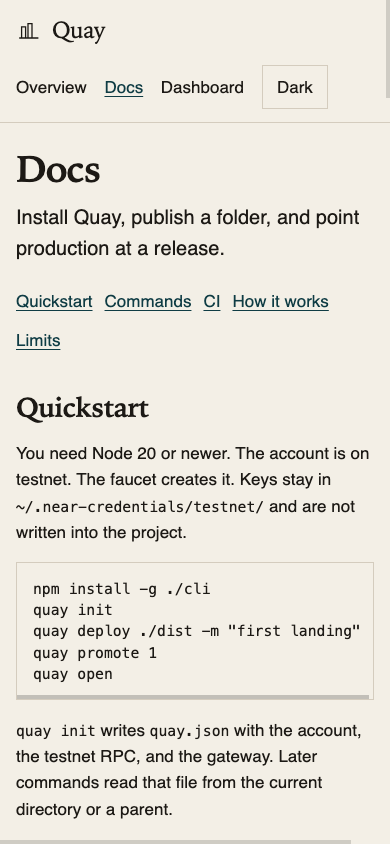 Quay
Overview Docs Dashboard Dark
Docs
Install Quay, publish a folder, and point
production at a release.
Quickstart Commands CI How it works
Limits
Quickstart
You need Node 20 or newer. The account is on
testnet. The faucet creates it. Keys stay in
~/.near-credentials/testnet/ and are not
written into the project.
npm install -g ./cli
quay init
quay deploy ./dist -m "first landing"
quay promote 1
quay open
quay init writes quay.json with the account,
the testnet RPC, and the gateway. Later
commands read that file from the current
directory or a parent.